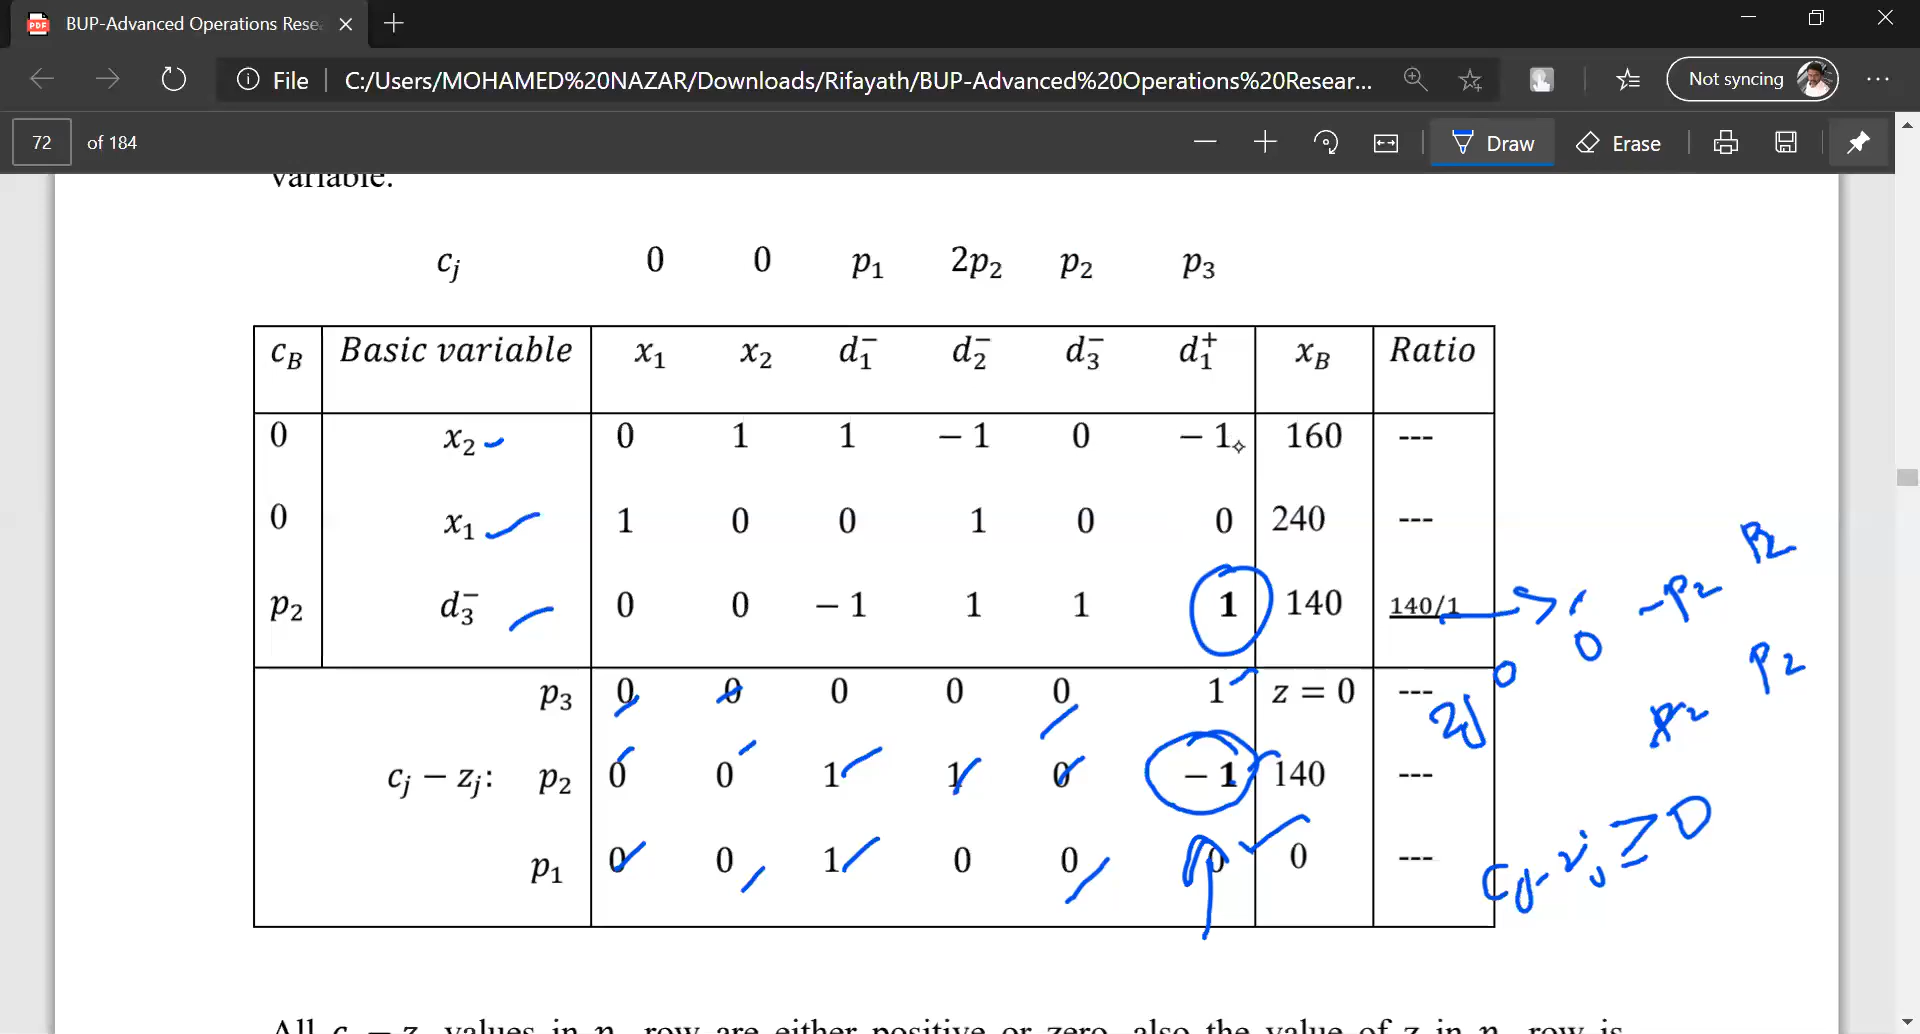 BUP-Advanced Operations Rese
File C:/Users/MOHAMED%20NAZAR/Downloads/Rifayath/BUP-Advanced%20Operations%20Resear... Not syncing
72 of 184 Draw Erase
variable.
cⱼ 0 0 p₁ 2p₂ p₂ p₃
c_B Basic variable x₁ x₂ d₁⁻ d₂⁻ d₃⁻ d₁⁺ x_B Ratio
0 x₂ 0 1 1 −1 0 −1 160 ---
0 x₁ 1 0 0 1 0 0 240 ---
p₂ d₃⁻ 0 0 −1 1 1 1 140 140/1
p₃ 0 0 0 0 0 1 z = 0 ---
cⱼ − zⱼ: p₂ 0 0 1 1 0 −1 140 ---
p₁ 0 0 1 0 0 0 0 ---
P₂
-P₂
0
0
P₂
zj
cj - zj ≥ 0
All c − z values in p row are either positive or zero, also the value of z in p row is